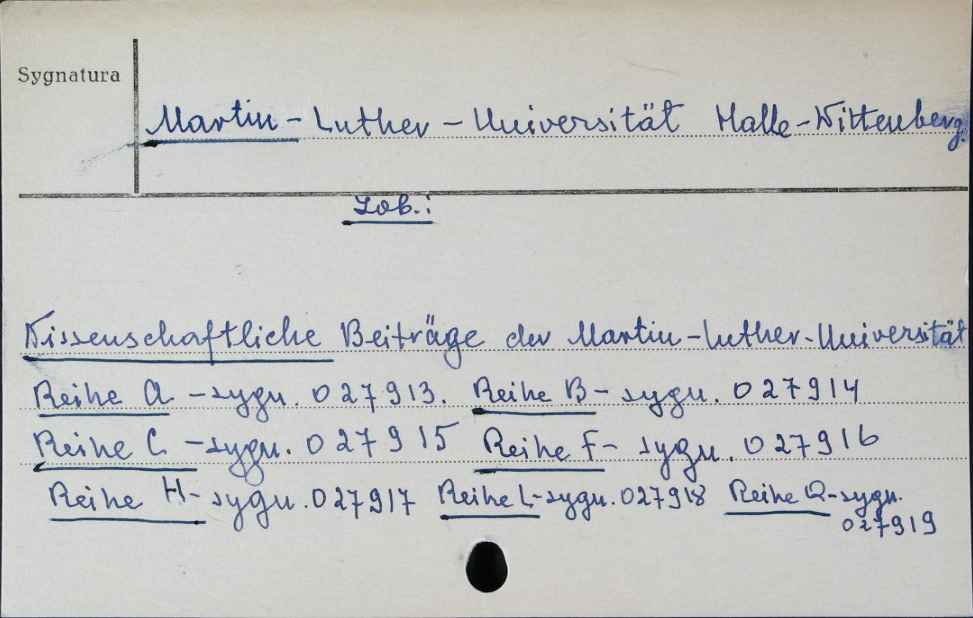 Sygnatura
Martin-Luther-Universität Halle-Wittenberg.
Zob.:
Wissenschaftliche Beiträge der Martin-Luther-Universität
Reihe A - sygn. 027913. Reihe B - sygn. 027914
Reihe C - sygn. 027915 Reihe F - sygn. 027916
Reihe H - sygn. 027917 Reihe L - sygn. 027918 Reihe Q - sygn.
027919